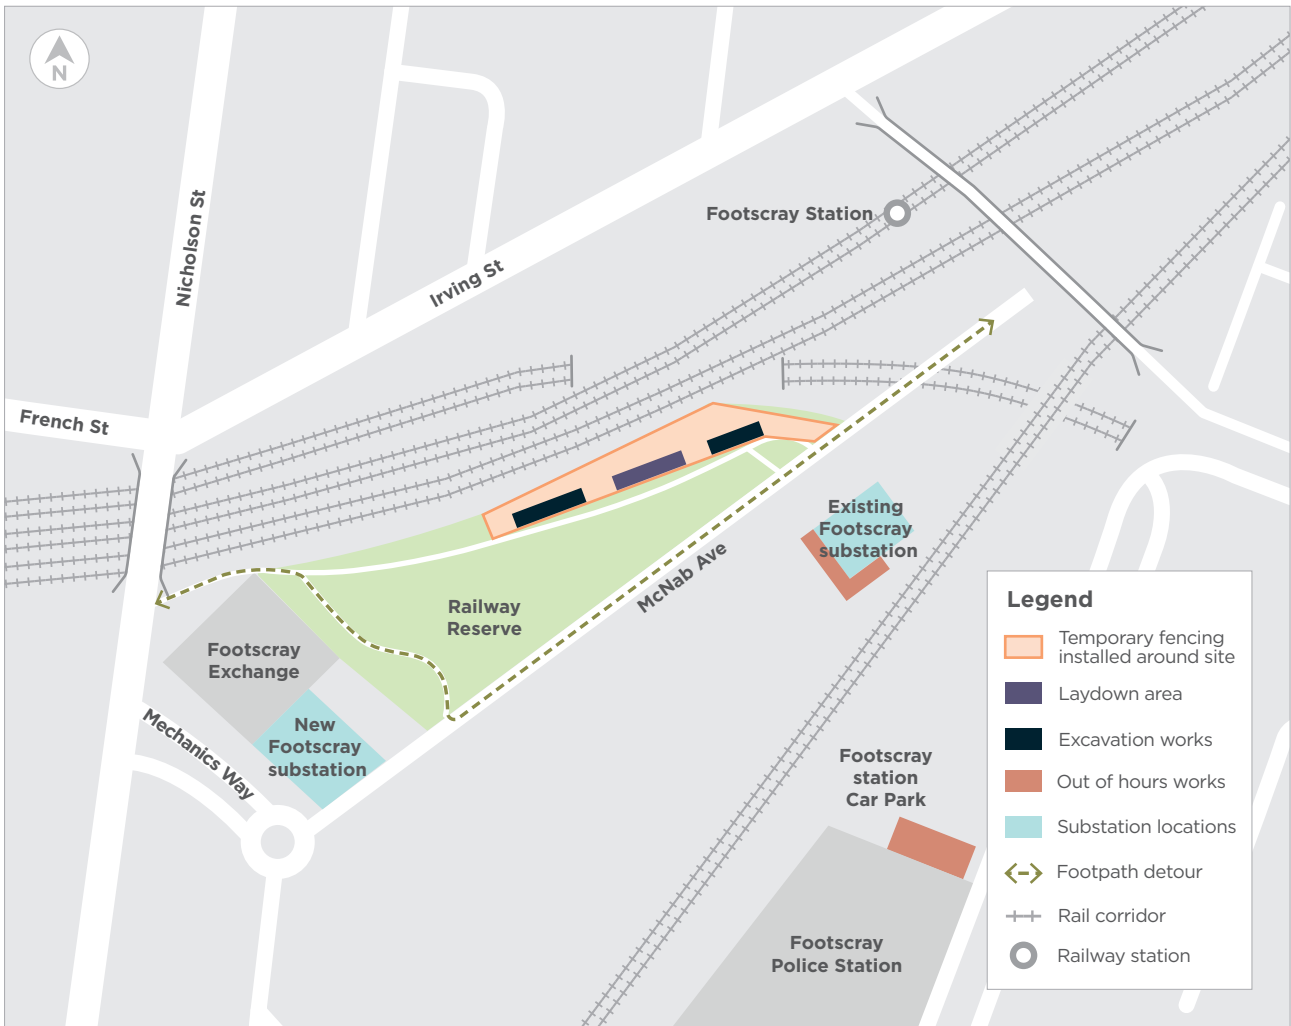 N
Nicholson St
Irving St
Footscray Station
French St
Existing
Footscray
substation
McNab Ave
Railway
Reserve
Footscray
Exchange
New
Footscray
substation
Mechanics Way
Footscray
station
Car Park
Footscray
Police Station
Legend
Temporary fencing
installed around site
Laydown area
Excavation works
Out of hours works
Substation locations
Footpath detour
Rail corridor
Railway station